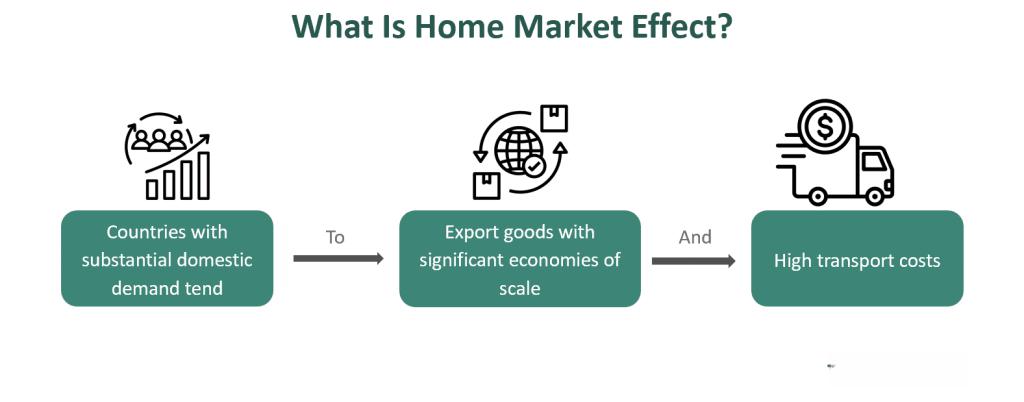 What Is Home Market Effect?
Countries with
substantial domestic
demand tend
To
Export goods with
significant economies of
scale
And
High transport costs
$